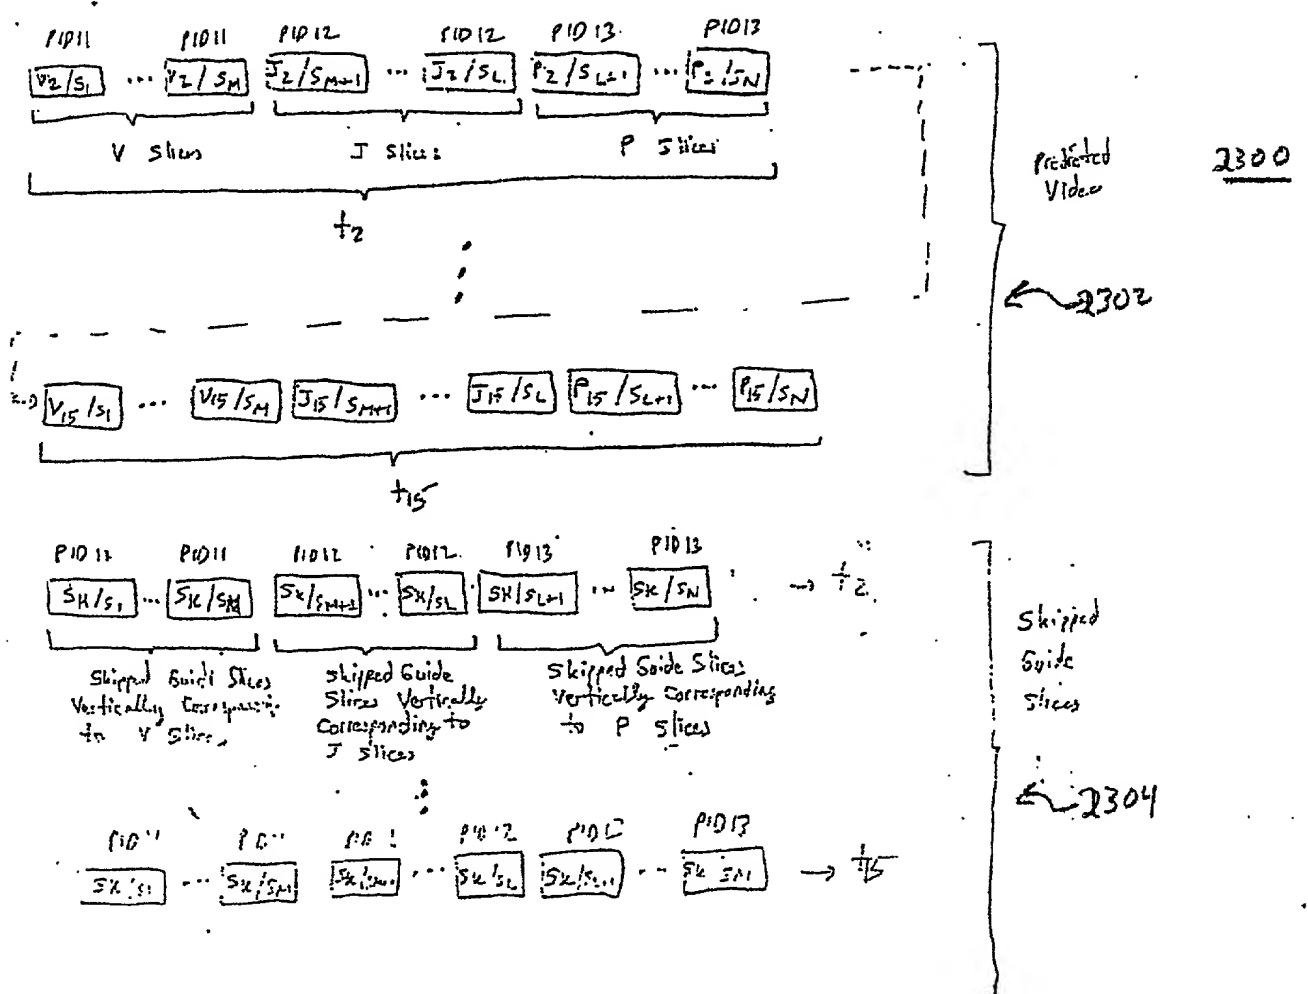 PID11 PID11 PID12 PID12 PID13 PID13
V2/S1 ... V2/SM J2/SM+1 ... J2/SL P2/SL+1 ... P2/SN
V Slices J Slices P Slices
t2
Predicted
Video
2300
2302
V15/S1 ... V15/SM J15/SM+1 ... J15/SL P15/SL+1 ... P15/SN
t15
PID11 PID11 PID12 PID12 PID13 PID13
SK/S1 ... SK/SM SK/SM+1 ... SK/SL SK/SL+1 ... SK/SN → t2
Skipped Guide Slices
Vertically Corresponding
to V Slices
Skipped Guide
Slices Vertically
Corresponding to
J Slices
Skipped Guide Slices
Vertically Corresponding
to P Slices
Skipped
Guide
Slices
2304
PID12 PID13
SK/S1 ... SK/SM ... SK/SL SK/SL+1 ... SK → t15